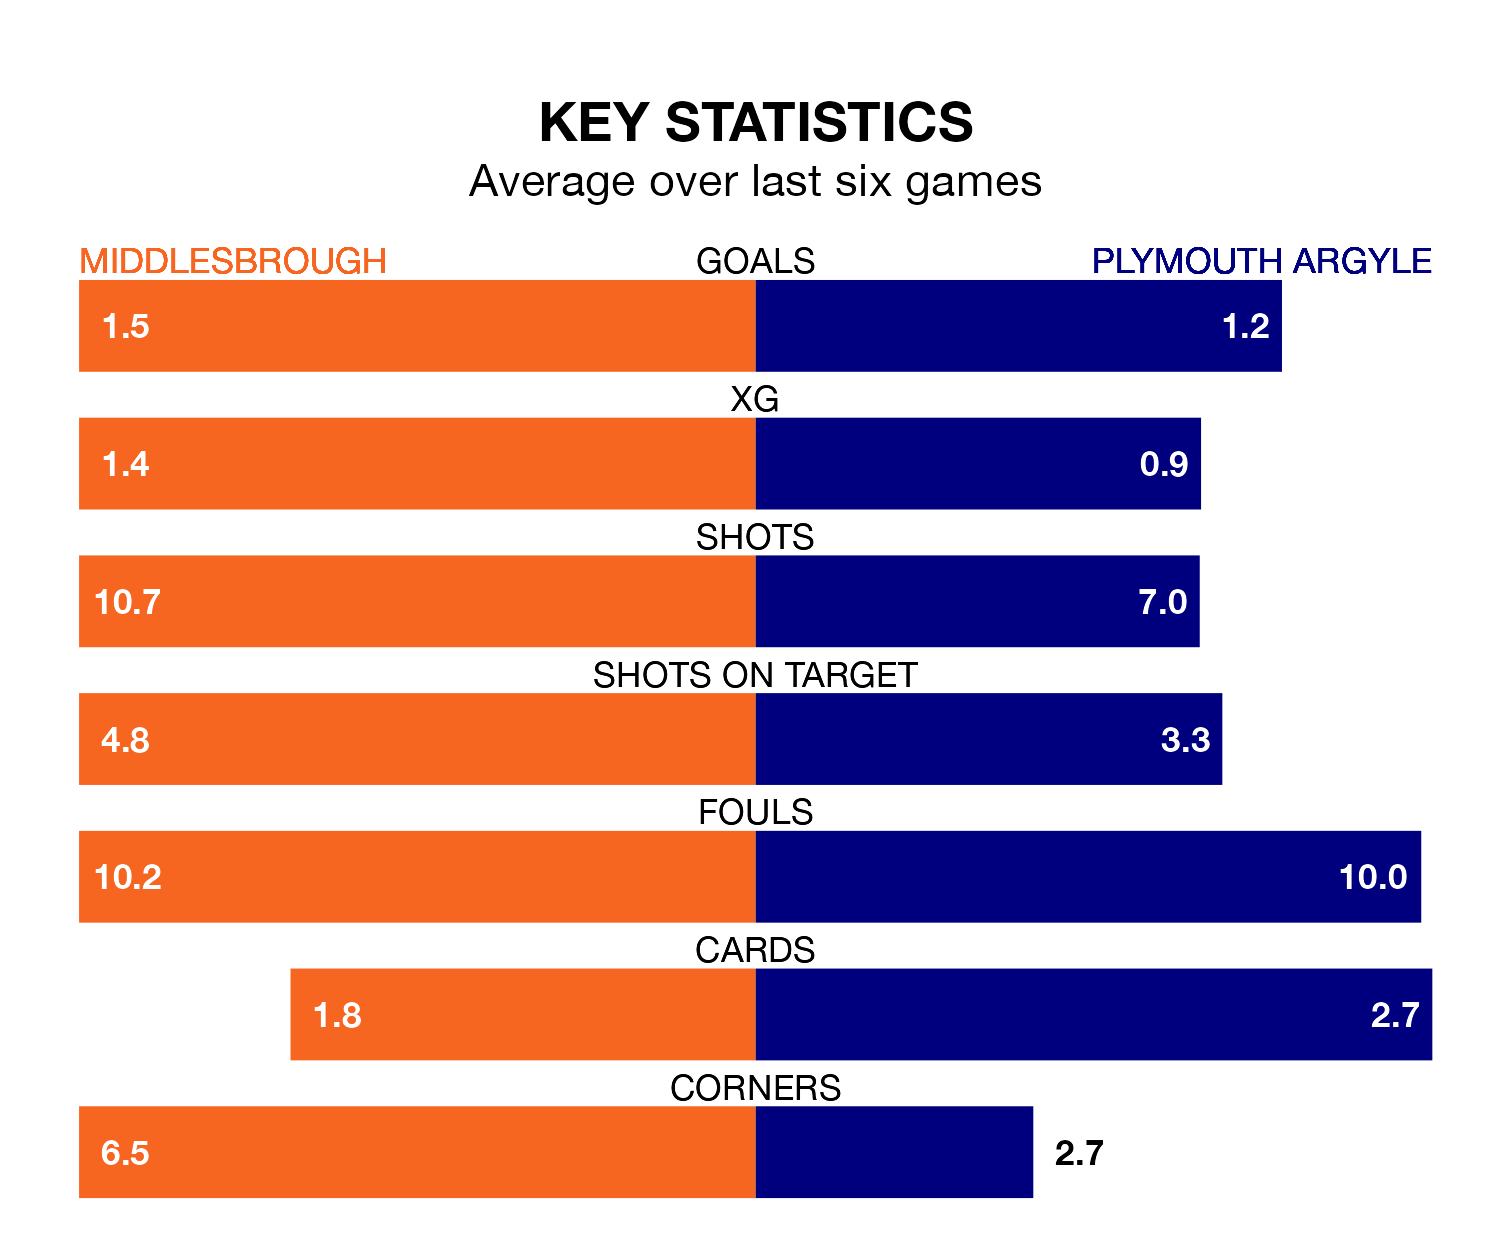 KEY STATISTICS
Average over last six games
MIDDLESBROUGH GOALS PLYMOUTH ARGYLE
1.5 1.2
XG
1.4 0.9
SHOTS
10.7 7.0
SHOTS ON TARGET
4.8 3.3
FOULS
10.2 10.0
CARDS
1.8 2.7
CORNERS
6.5 2.7